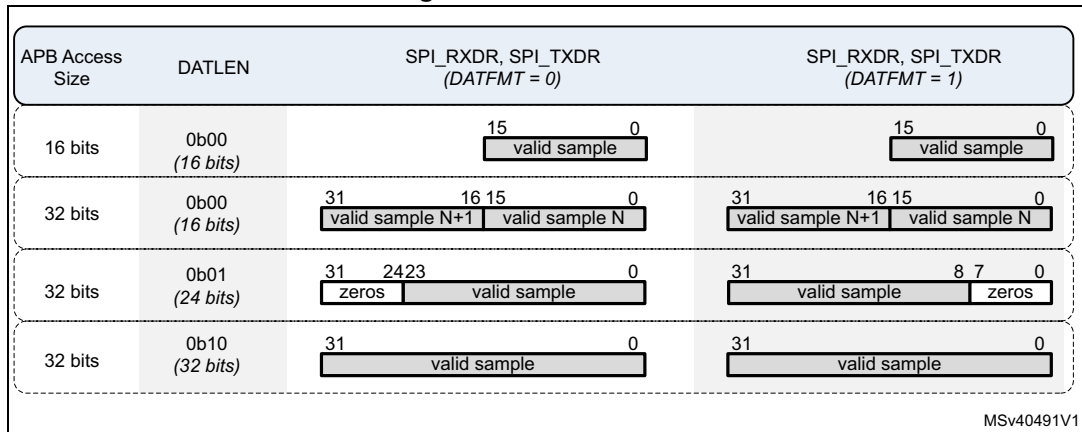 APB Access Size DATLEN SPI_RXDR, SPI_TXDR (DATFMT = 0) SPI_RXDR, SPI_TXDR (DATFMT = 1)
15 0 15 0
16 bits 0b00 (16 bits) valid sample valid sample
31 16 15 0 31 16 15 0
32 bits 0b00 (16 bits) valid sample N+1 valid sample N valid sample N+1 valid sample N
31 24 23 0 31 8 7 0
32 bits 0b01 (24 bits) zeros valid sample valid sample zeros
31 0 31 0
32 bits 0b10 (32 bits) valid sample valid sample
MSv40491V1